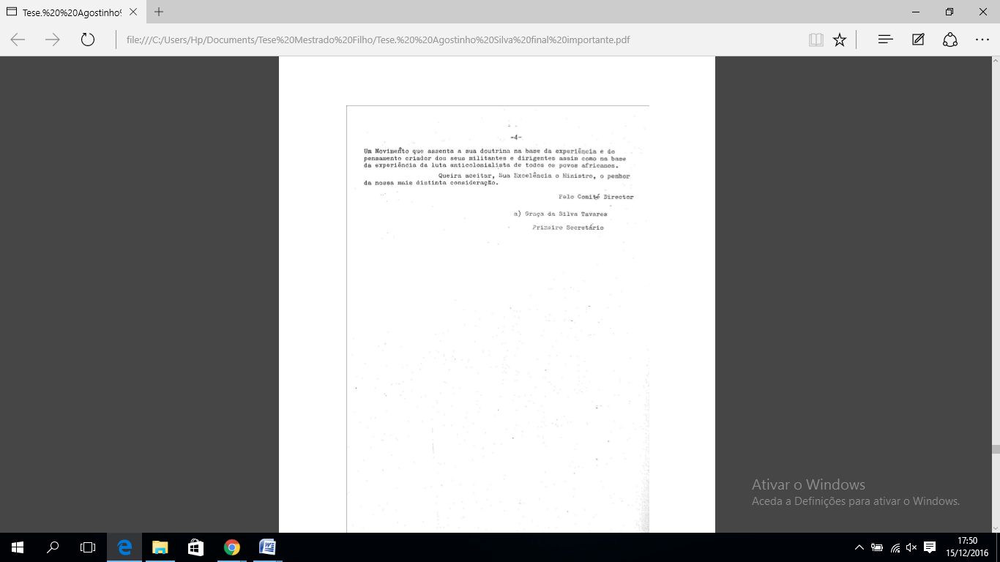 Tese.%20%20Agostinho%
file:///C:/Users/Hp/Documents/Tese%20Mestrado%20Filho/Tese.%20%20Agostinho%20Silva%20final%20importante.pdf
-4-
Um Movimento que assenta a sua doutrina na base da experiência e do
pensamento criador dos seus militantes e dirigentes assim como na base
da experiência da luta anticolonialista de todos os povos africanos.
Queira aceitar, Sua Excelência o Ministro, o penhor
da nossa mais distinta consideração.
Pelo Comité Director
a) Graça da Silva Tavares
Primeiro Secretário
Ativar o Windows
Aceda a Definições para ativar o Windows.
17:50
15/12/2016